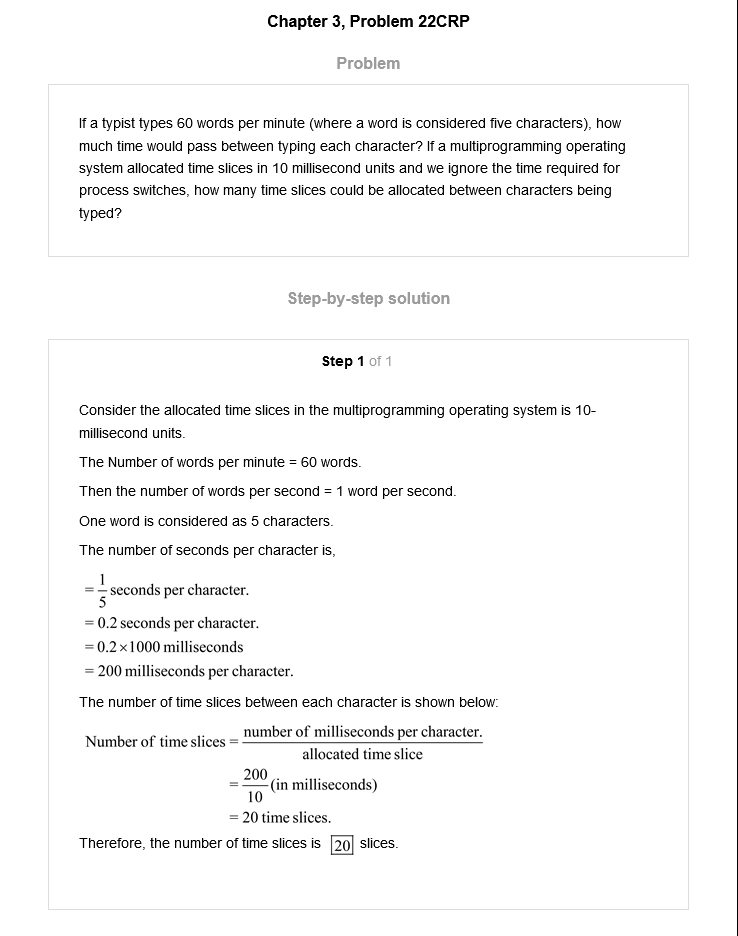 Chapter 3, Problem 22CRP
Problem
If a typist types 60 words per minute (where a word is considered five characters), how
much time would pass between typing each character? If a multiprogramming operating
system allocated time slices in 10 millisecond units and we ignore the time required for
process switches, how many time slices could be allocated between characters being
typed?
Step-by-step solution
Step 1 of 1
Consider the allocated time slices in the multiprogramming operating system is 10-
millisecond units.
The Number of words per minute = 60 words.
Then the number of words per second = 1 word per second.
One word is considered as 5 characters.
The number of seconds per character is,
= 1/5 seconds per character.
= 0.2 seconds per character.
= 0.2 × 1000 milliseconds
= 200 milliseconds per character.
The number of time slices between each character is shown below:
Number of time slices = number of milliseconds per character. / allocated time slice
= 200/10 (in milliseconds)
= 20 time slices.
Therefore, the number of time slices is 20 slices.